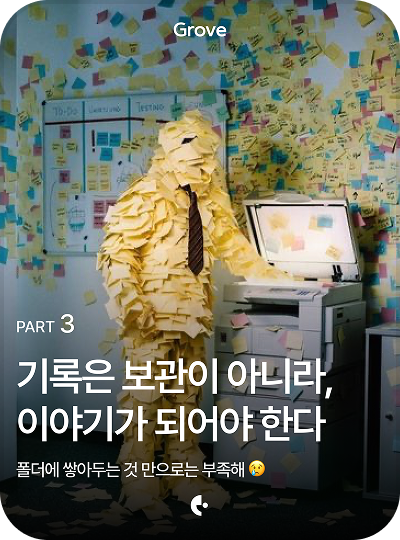 Grove
TO-DO
TESTING
PART 3
기록은 보관이 아니라,
이야기가 되어야 한다
폴더에 쌓아두는 것 만으로는 부족해 😢